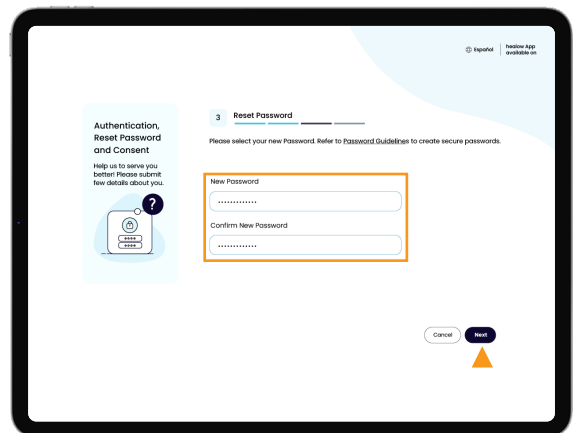 Español
healow App
available on
Authentication,
Reset Password
and Consent
Help us to serve you
better! Please submit
few details about you.
?
****
****
3 Reset Password
Please select your new Password. Refer to Password Guidelines to create secure passwords.
New Password
•••••••••••••
Confirm New Password
•••••••••••••
Cancel
Next